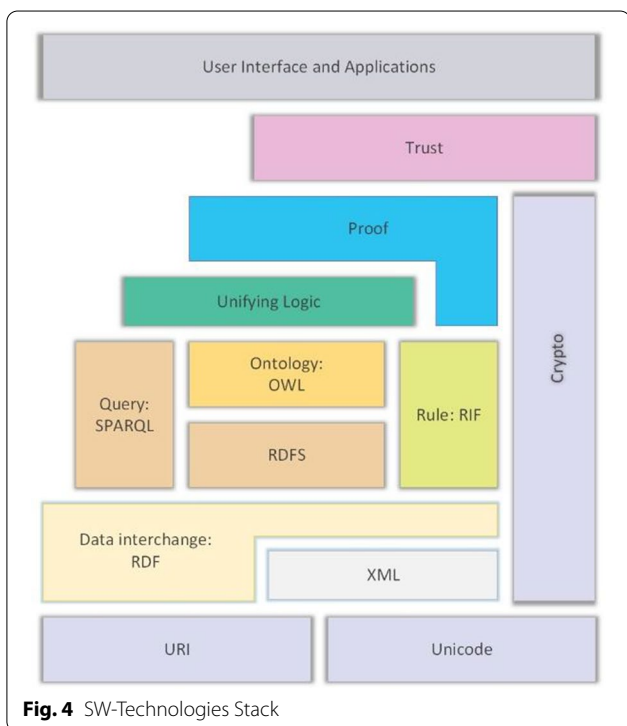 User Interface and Applications
Trust
Proof
Unifying Logic
Crypto
Query:
SPARQL
Ontology:
OWL
Rule: RIF
RDFS
Data interchange:
RDF
XML
URI
Unicode
Fig. 4 SW-Technologies Stack